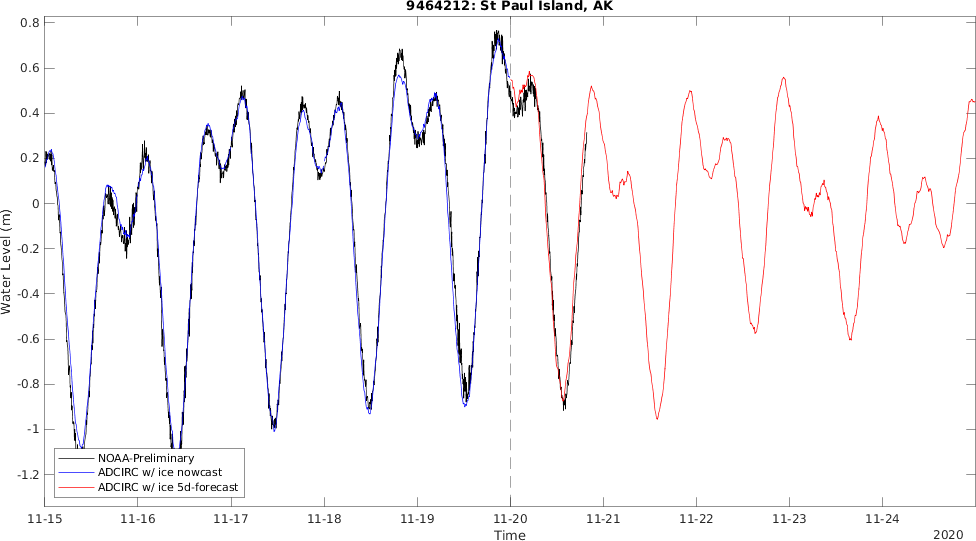 9464212: St Paul Island, AK
0.8
0.6
0.4
0.2
0
-0.2
-0.4
-0.6
-0.8
-1
-1.2
Water Level (m)
NOAA-Preliminary
ADCIRC w/ ice nowcast
ADCIRC w/ ice 5d-forecast
11-15 11-16 11-17 11-18 11-19 11-20 11-21 11-22 11-23 11-24
Time
2020